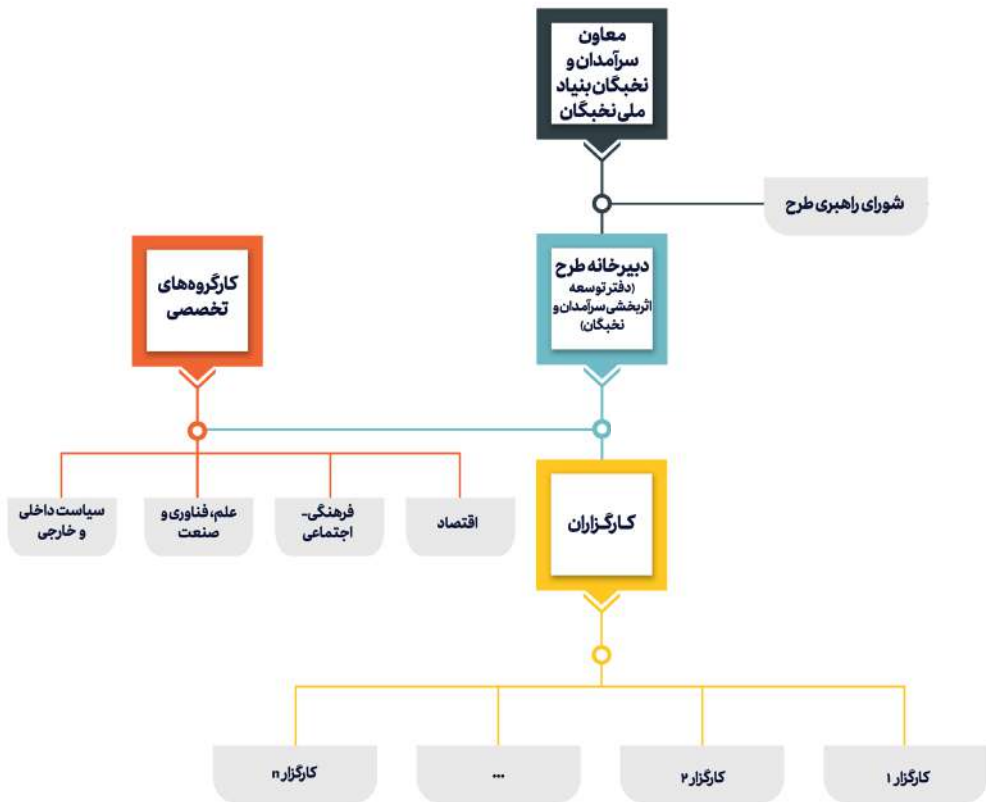 معاون
سرآمدان و
نخبگان بنیاد
ملی نخبگان
شورای راهبری طرح
دبیرخانه طرح
(دفتر توسعه
اثربخشی سرآمدان و
نخبگان)
کارگروه‌های
تخصصی
اقتصاد
فرهنگی-
اجتماعی
علم، فناوری و
صنعت
سیاست داخلی
و خارجی
کارگزاران
کارگزار ۱
کارگزار ۲
...
کارگزار n